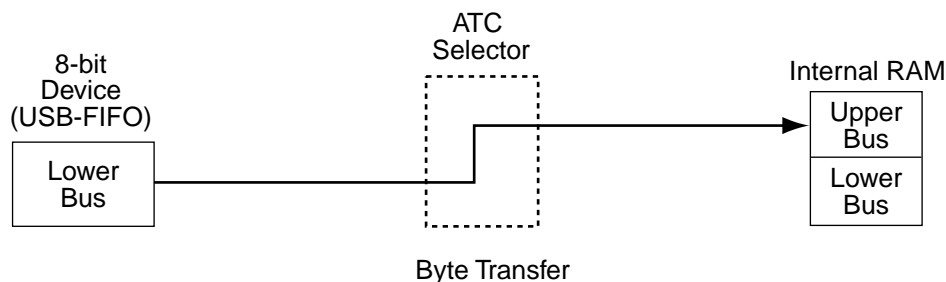 ATC
Selector
8-bit
Device
(USB-FIFO)
Internal RAM
Lower
Bus
Upper
Bus
Lower
Bus
Byte Transfer